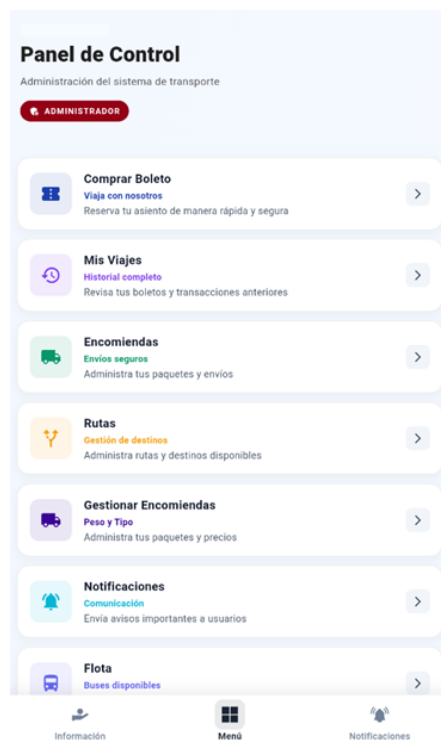 Panel de Control
Administración del sistema de transporte
ADMINISTRADOR
Comprar Boleto
Viaja con nosotros
Reserva tu asiento de manera rápida y segura
Mis Viajes
Historial completo
Revisa tus boletos y transacciones anteriores
Encomiendas
Envíos seguros
Administra tus paquetes y envíos
Rutas
Gestión de destinos
Administra rutas y destinos disponibles
Gestionar Encomiendas
Peso y Tipo
Administra tus paquetes y precios
Notificaciones
Comunicación
Envía avisos importantes a usuarios
Flota
Buses disponibles
Información
Menú
Notificaciones